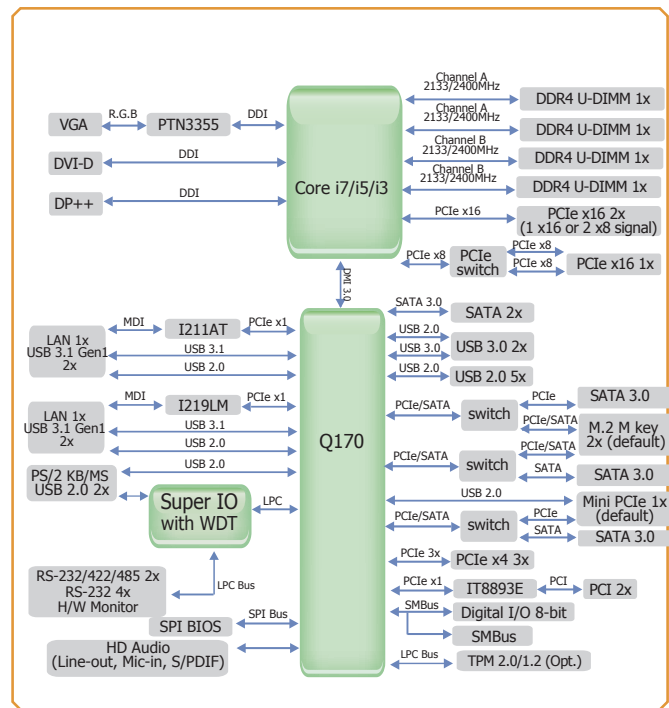 Channel A
2133/2400MHz
DDR4 U-DIMM 1x
Channel A
2133/2400MHz
DDR4 U-DIMM 1x
Channel B
2133/2400MHz
DDR4 U-DIMM 1x
Channel B
2133/2400MHz
DDR4 U-DIMM 1x
VGA
R.G.B
PTN3355
DDI
DVI-D
DDI
DP++
DDI
Core i7/i5/i3
PCIe x16
PCIe x16 2x
(1 x16 or 2 x8 signal)
PCIe x8
PCIe
switch
PCIe x8
PCIe x8
PCIe x16 1x
DMI 3.0
LAN 1x
USB 3.1 Gen1
2x
MDI
I211AT
PCIe x1
USB 3.1
USB 2.0
LAN 1x
USB 3.1 Gen1
2x
MDI
I219LM
PCIe x1
USB 3.1
USB 2.0
PS/2 KB/MS
USB 2.0 2x
USB 2.0
Super IO
with WDT
LPC
RS-232/422/485 2x
RS-232 4x
H/W Monitor
LPC Bus
SPI BIOS
SPI Bus
HD Audio
(Line-out, Mic-in, S/PDIF)
Q170
SATA 3.0
SATA 2x
USB 2.0
USB 3.0
USB 3.0 2x
USB 2.0
USB 2.0 5x
PCIe/SATA
switch
PCIe
SATA 3.0
PCIe/SATA
M.2 M key
2x (default)
PCIe/SATA
PCIe/SATA
switch
SATA
SATA 3.0
USB 2.0
Mini PCIe 1x
(default)
PCIe/SATA
switch
PCIe
SATA
SATA 3.0
PCIe 3x
PCIe x4 3x
PCIe x1
IT8893E
PCI
PCI 2x
SMBus
Digital I/O 8-bit
SMBus
LPC Bus
TPM 2.0/1.2 (Opt.)